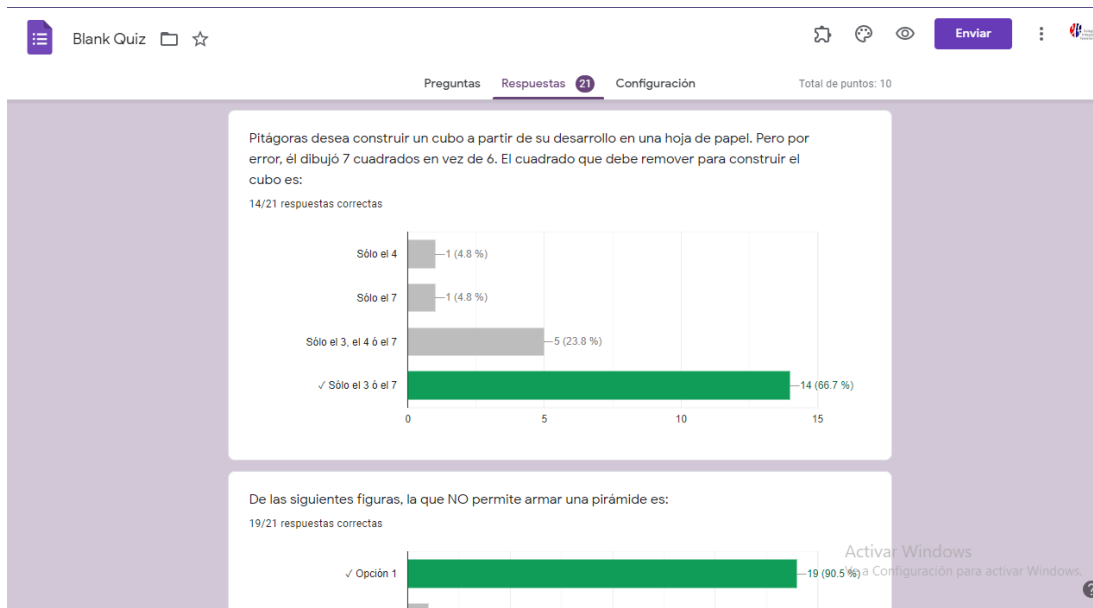 Blank Quiz
Enviar
Preguntas
Respuestas 21
Configuración
Total de puntos: 10
Pitágoras desea construir un cubo a partir de su desarrollo en una hoja de papel. Pero por
error, él dibujó 7 cuadrados en vez de 6. El cuadrado que debe remover para construir el
cubo es:
14/21 respuestas correctas
Sólo el 4
1 (4.8 %)
Sólo el 7
1 (4.8 %)
Sólo el 3, el 4 ó el 7
5 (23.8 %)
✓ Sólo el 3 ó el 7
14 (66.7 %)
0 5 10 15
De las siguientes figuras, la que NO permite armar una pirámide es:
19/21 respuestas correctas
✓ Opción 1
19 (90.5 %)
Activar Windows
Ve a Configuración para activar Windows.